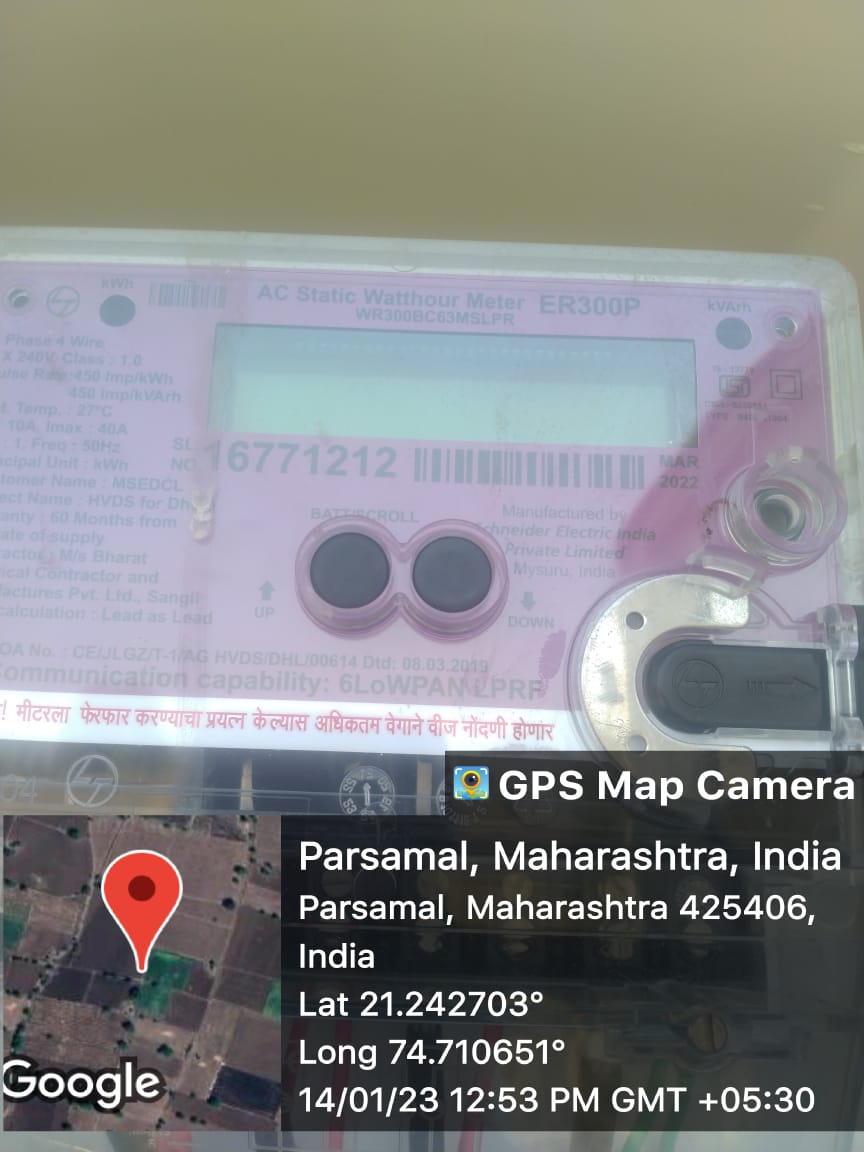 kWh
AC Static Watthour Meter ER300P
WR300BC63MSLPR
kVArh
Phase 4 Wire
X 240V Class : 1.0
ulse Rate :450 Imp/kWh
450 Imp/kVArh
f. Temp. : 27°C
10A, Imax : 40A
: 1. Freq : 50Hz
ncipal Unit : kWh
tomer Name : MSEDCL
ect Name : HVDS for Dh
anty : 60 Months from
ate of supply
ractor : M/s Bharat
ical Contractor and
factures Pvt. Ltd., Sangli
calculation : Lead as Lead
SL
NO
16771212
MAR
2022
BATT/SCROLL
UP
DOWN
Manufactured by
chneider Electric India
Private Limited
Mysuru, India
OA No. : CE/JLGZ/T-1/AG HVDS/DHL/00614 Dtd: 08.03.2019
ommunication capability: 6LoWPAN LPRF
! मीटरला फेरफार करण्याचा प्रयत्न केल्यास अधिकतम वेगाने वीज नोंदणी होणार
GPS Map Camera
Parsamal, Maharashtra, India
Parsamal, Maharashtra 425406,
India
Lat 21.242703°
Long 74.710651°
14/01/23 12:53 PM GMT +05:30
Google